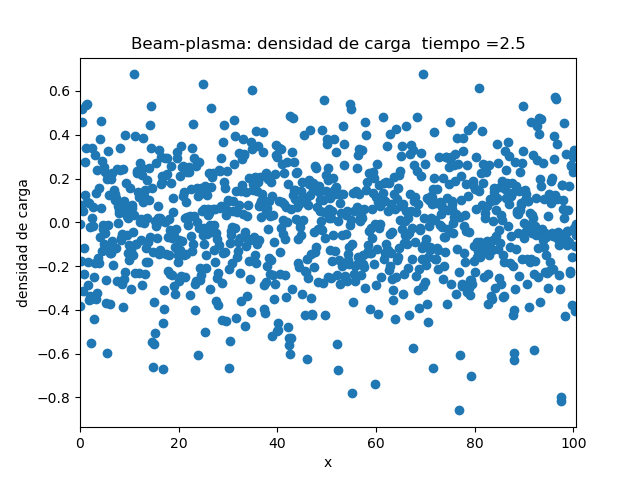 Beam-plasma: densidad de carga  tiempo =2.5
densidad de carga
0.6
0.4
0.2
0.0
−0.2
−0.4
−0.6
−0.8
0 20 40 60 80 100
x